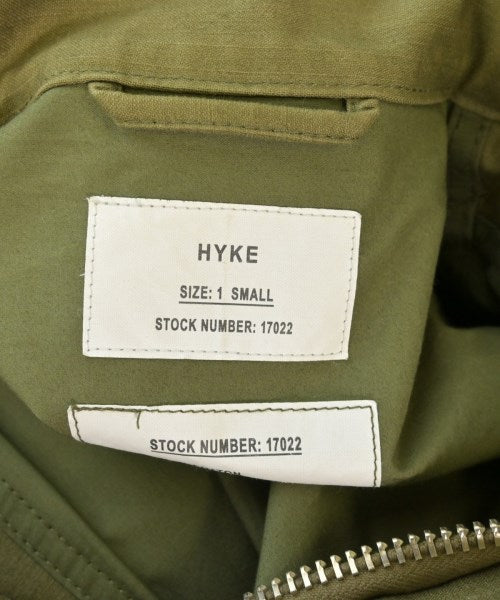 HYKE
SIZE: 1 SMALL
STOCK NUMBER: 17022
STOCK NUMBER: 17022